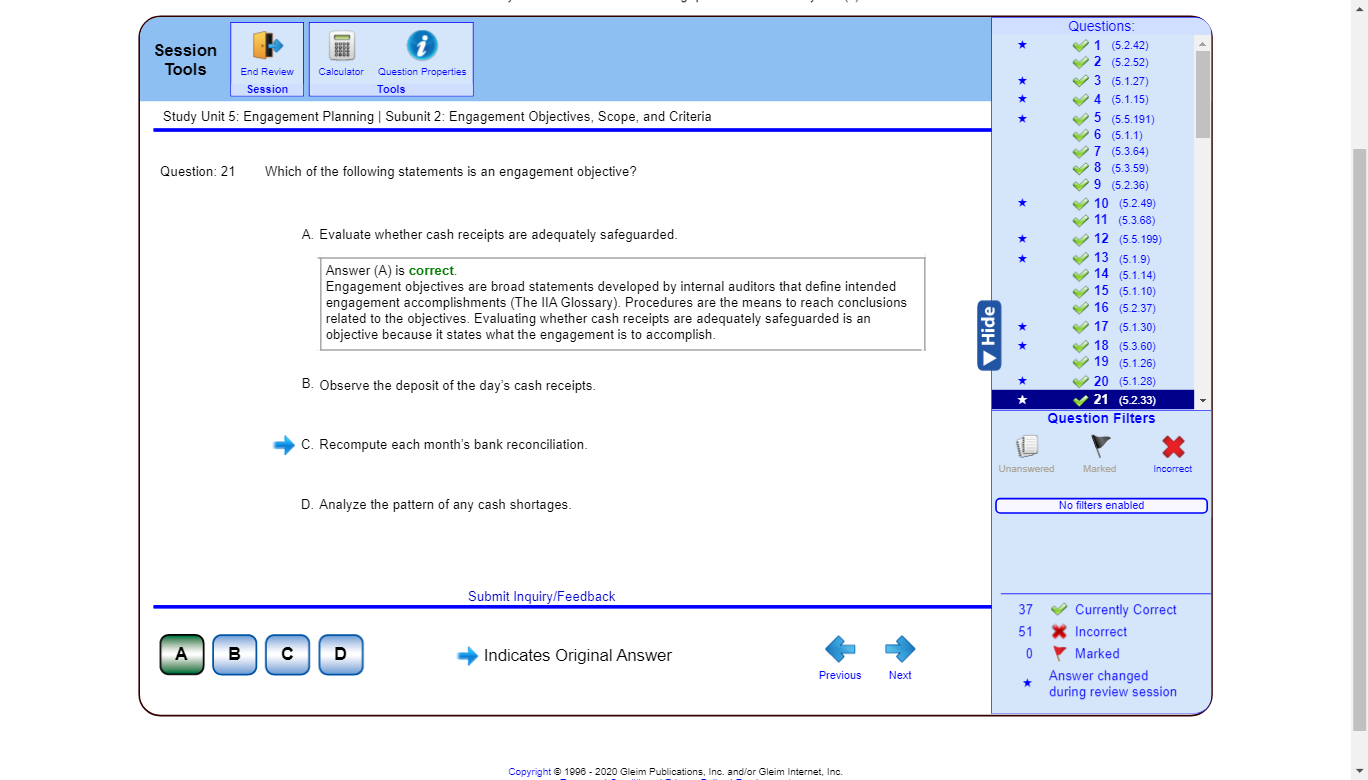 Session
Tools
End Review
Session
Calculator
Question Properties
Tools
Study Unit 5: Engagement Planning | Subunit 2: Engagement Objectives, Scope, and Criteria
Question: 21
Which of the following statemnts is an engagement objective?
A. Evaluate whether cash receipts are adequately safeguarded.
Answer (A) is correct.
Engagement objectives are broad statements developed by internal auditors that define intended
engagement accomplishments (The IIA Glossary). Procedures are the means to reach conclusions
related to the objectives. Evaluating whether cash receipts are adequately safeguarded is an
objective because it states what the engagement is to accomplish.
B. Observe the deposit of the day's cash receipts.
C. Recompute each month's bank reconciliation.
D. Analyze the pattern of any cash shortages.
Submit Inquiry/Feedback
A
B
C
D
Indicates Original Answer
Previous
Next
Hide
Questions:
1 (5.2.42)
2 (5.2.52)
3 (5.1.27)
4 (5.1.15)
5 (5.5.191)
6 (5.1.1)
7 (5.3.64)
8 (5.3.59)
9 (5.2.36)
10 (5.2.49)
11 (5.3.68)
12 (5.5.199)
13 (5.1.9)
14 (5.1.14)
15 (5.1.10)
16 (5.2.37)
17 (5.1.30)
18 (5.3.60)
19 (5.1.26)
20 (5.1.28)
21 (5.2.33)
Question Filters
Unanswered
Marked
Incorrect
No filters enabled
37 Currently Correct
51 Incorrect
0 Marked
Answer changed
during review session
Copyright © 1996 - 2020 Gleim Publications, Inc. and/or Gleim Internet, Inc.